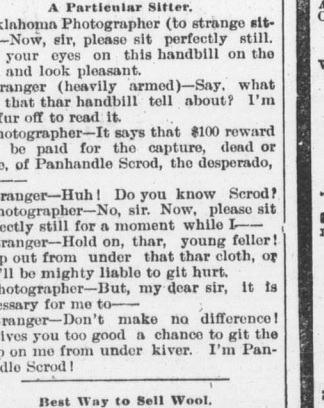 A Particular Sitter.
klahoma Photographer (to strange sit-
—Now, sir, please sit perfectly still.
your eyes on this handbill on the
and look pleasant.
ranger (heavily armed)—Say, what
that thar handbill tell about? I'm
fur off to read it.
hotographer—It says that $100 reward
be paid for the capture, dead or
e, of Panhandle Scrod, the desperado,
ranger—Huh! Do you know Scrod?
hotographer—No, sir. Now, please sit
ectly still for a moment while I——
ranger—Hold on, thar, young feller!
p out from under that thar cloth, or
'll be mighty liable to git hurt.
hotographer—But, my dear sir, it is
essary for me to——
ranger—Don't make no difference!
ives you too good a chance to git the
p on me from under kiver. I'm Pan-
dle Scrod!
Best Way to Sell Wool.